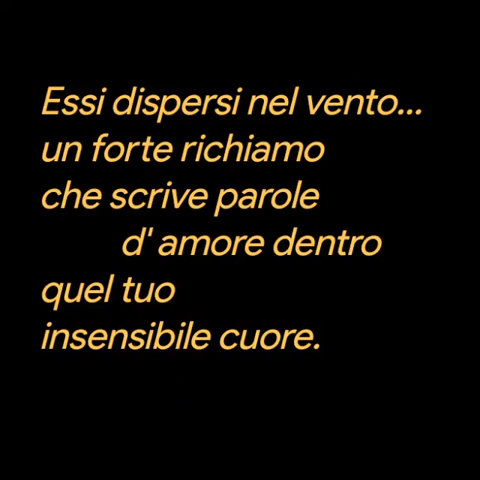 Essi dispersi nel vento...
un forte richiamo
che scrive parole
d' amore dentro
quel tuo
insensibile cuore.